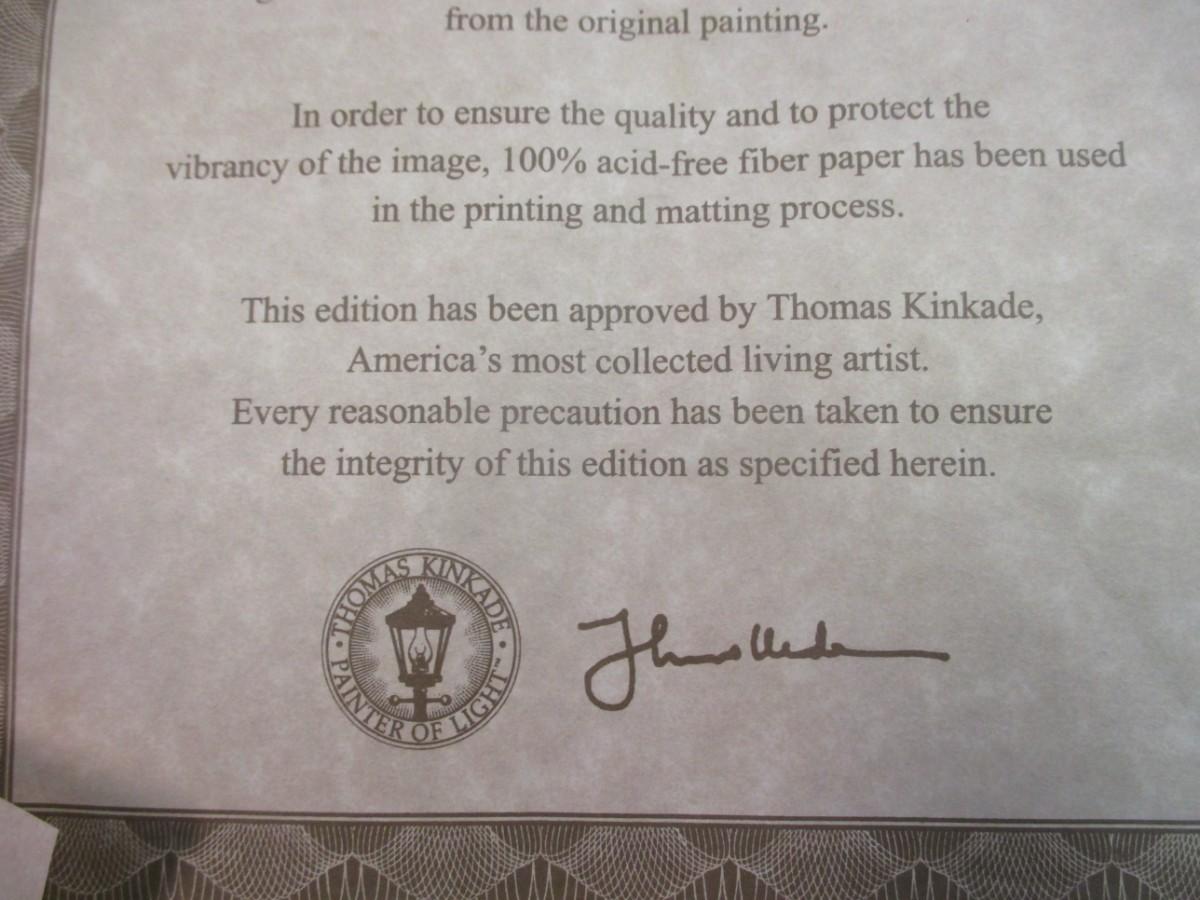 from the original painting.
In order to ensure the quality and to protect the
vibrancy of the image, 100% acid-free fiber paper has been used
in the printing and matting process.
This edition has been approved by Thomas Kinkade,
America's most collected living artist.
Every reasonable precaution has been taken to ensure
the integrity of this edition as specified herein.
• THOMAS KINKADE •
PAINTER OF LIGHT™